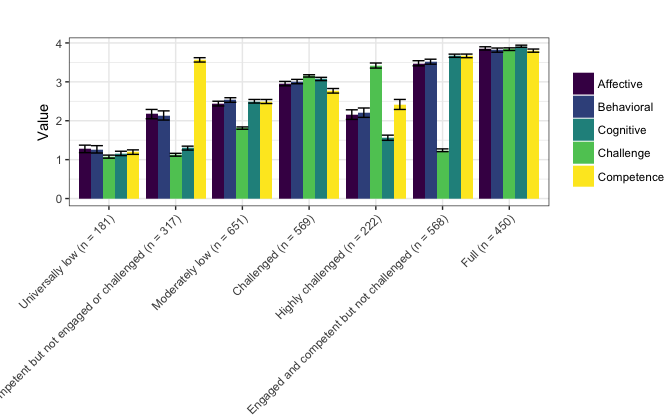 4
3
2
1
0
Value
Universally low (n = 181)
but not engaged or challenged (n = 317)
Moderately low (n = 651)
Challenged (n = 569)
Highly challenged (n = 222)
Engaged and competent but not challenged (n = 568)
Full (n = 450)
Affective
Behavioral
Cognitive
Challenge
Competence